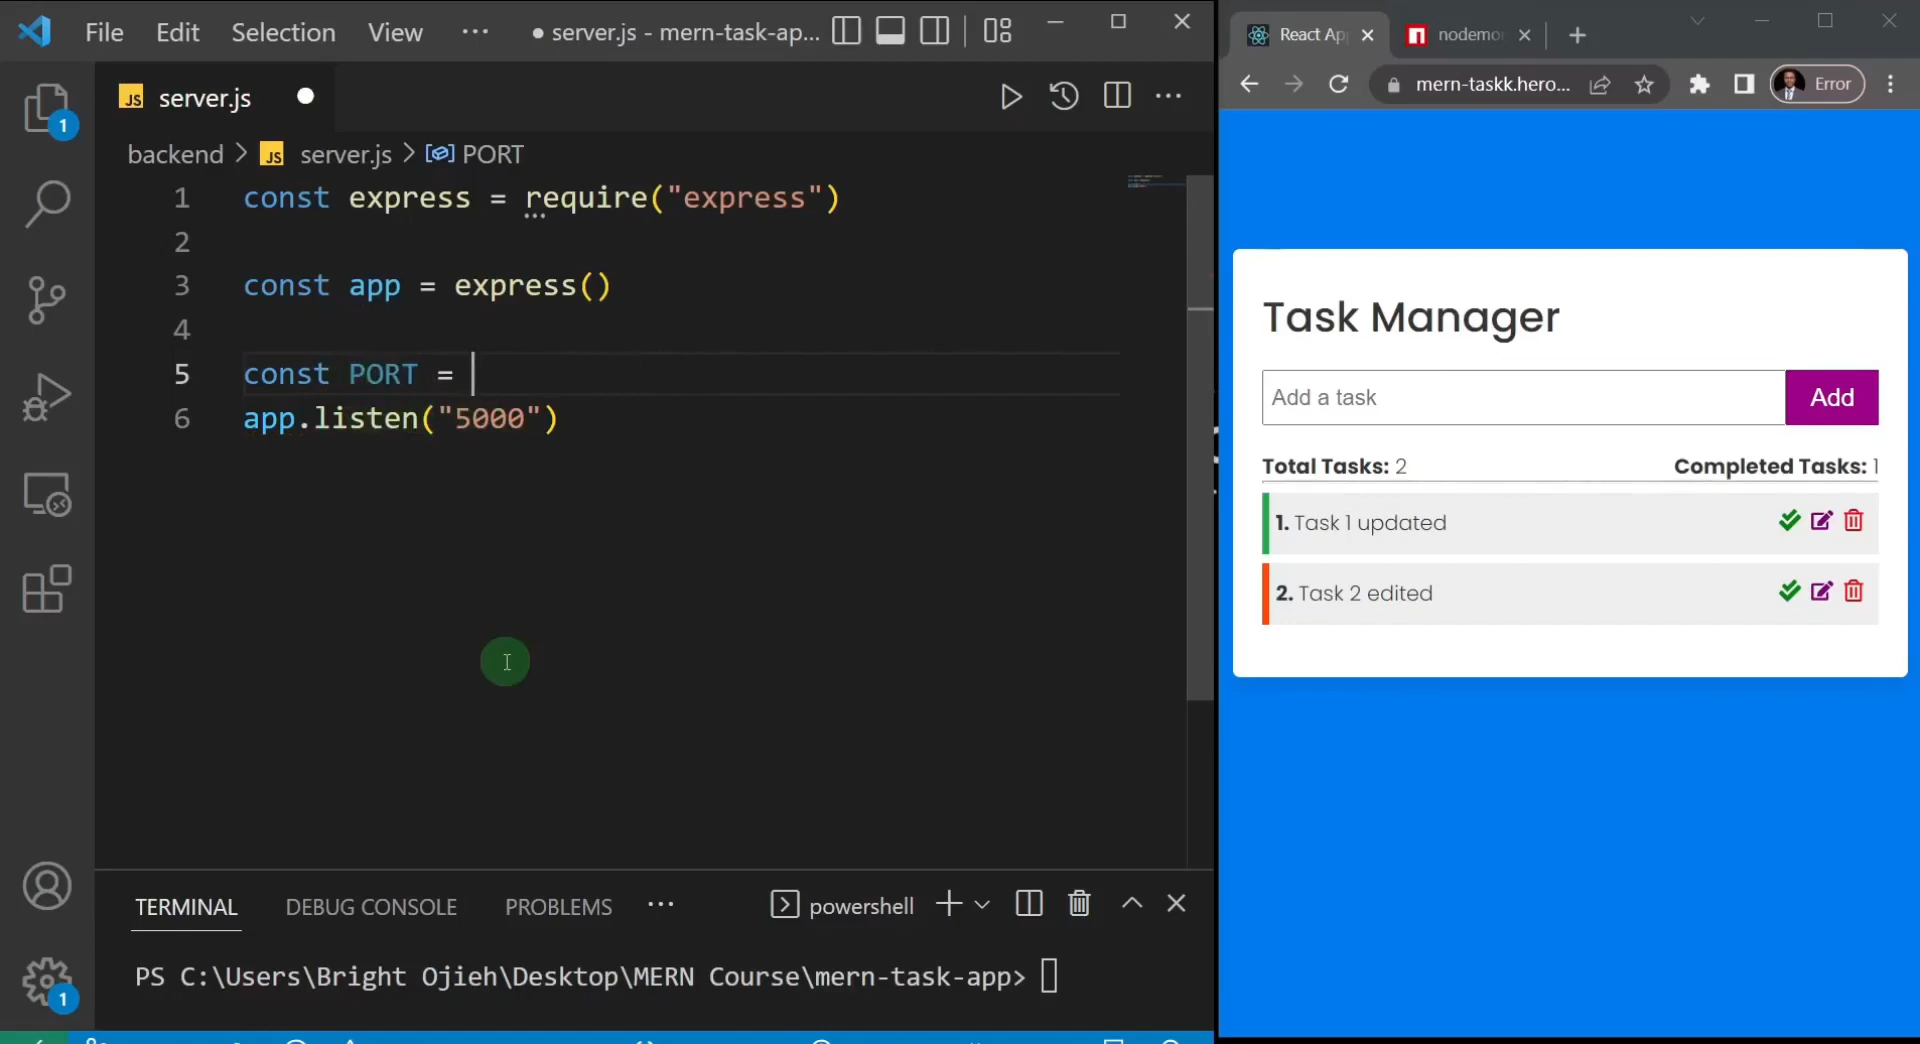 File Edit Selection View ··· ● server.js - mern-task-ap...
JS server.js ●
backend > JS server.js > PORT
1 const express = require("express")
2
3 const app = express()
4
5 const PORT =
6 app.listen("5000")
TERMINAL DEBUG CONSOLE PROBLEMS ··· powershell
PS C:\Users\Bright Ojieh\Desktop\MERN Course\mern-task-app>
1
1
React Ap
n nodemo
mern-taskk.hero... Error
Task Manager
Add a task Add
Total Tasks: 2 Completed Tasks: 1
1. Task 1 updated
2. Task 2 edited